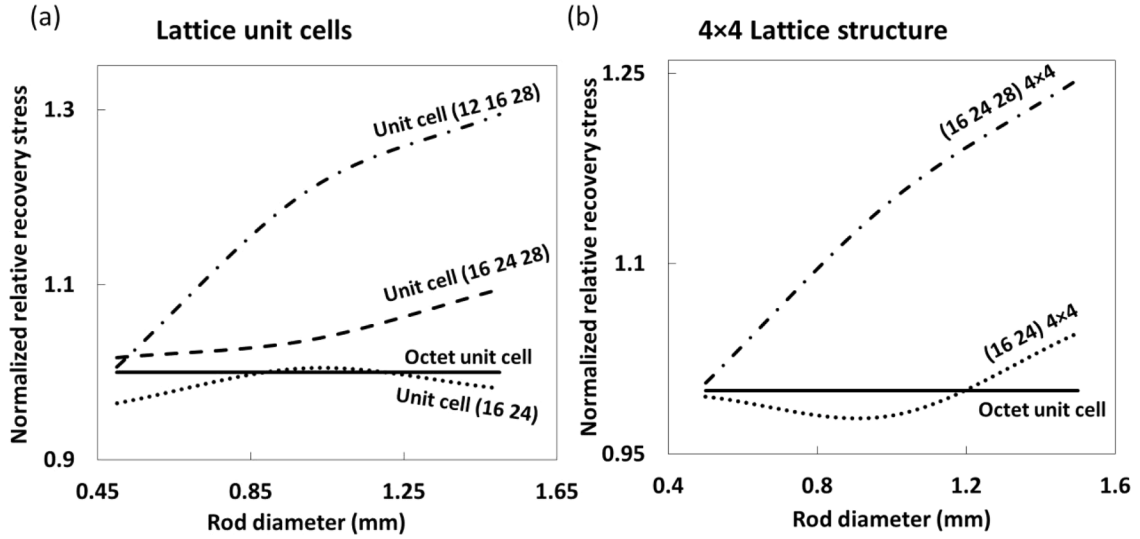 (a)
Lattice unit cells
Normalized relative recovery stress
1.3
1.1
0.9
Unit cell (12 16 28)
Unit cell (16 24 28)
Octet unit cell
Unit cell (16 24)
0.45
0.85
1.25
1.65
Rod diameter (mm)
(b)
4×4 Lattice structure
Normalized relative recovery stress
1.25
1.1
0.95
(16 24 28) 4×4
(16 24) 4×4
Octet unit cell
0.4
0.8
1.2
1.6
Rod diameter (mm)